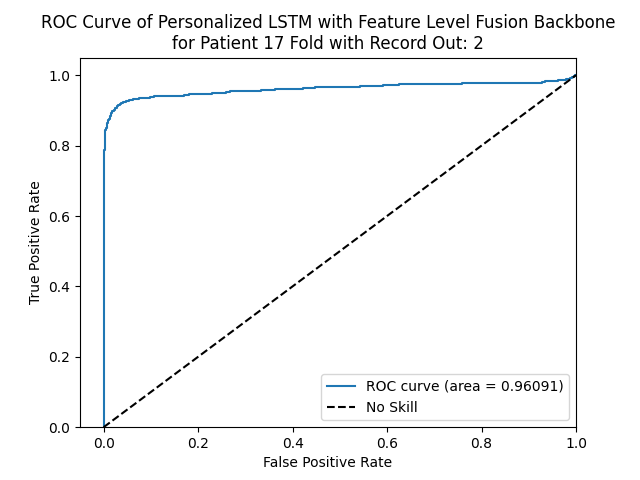 ROC Curve of Personalized LSTM with Feature Level Fusion Backbone
for Patient 17 Fold with Record Out: 2
True Positive Rate
1.0
0.8
0.6
0.4
0.2
0.0
ROC curve (area = 0.96091)
No Skill
0.0 0.2 0.4 0.6 0.8 1.0
False Positive Rate